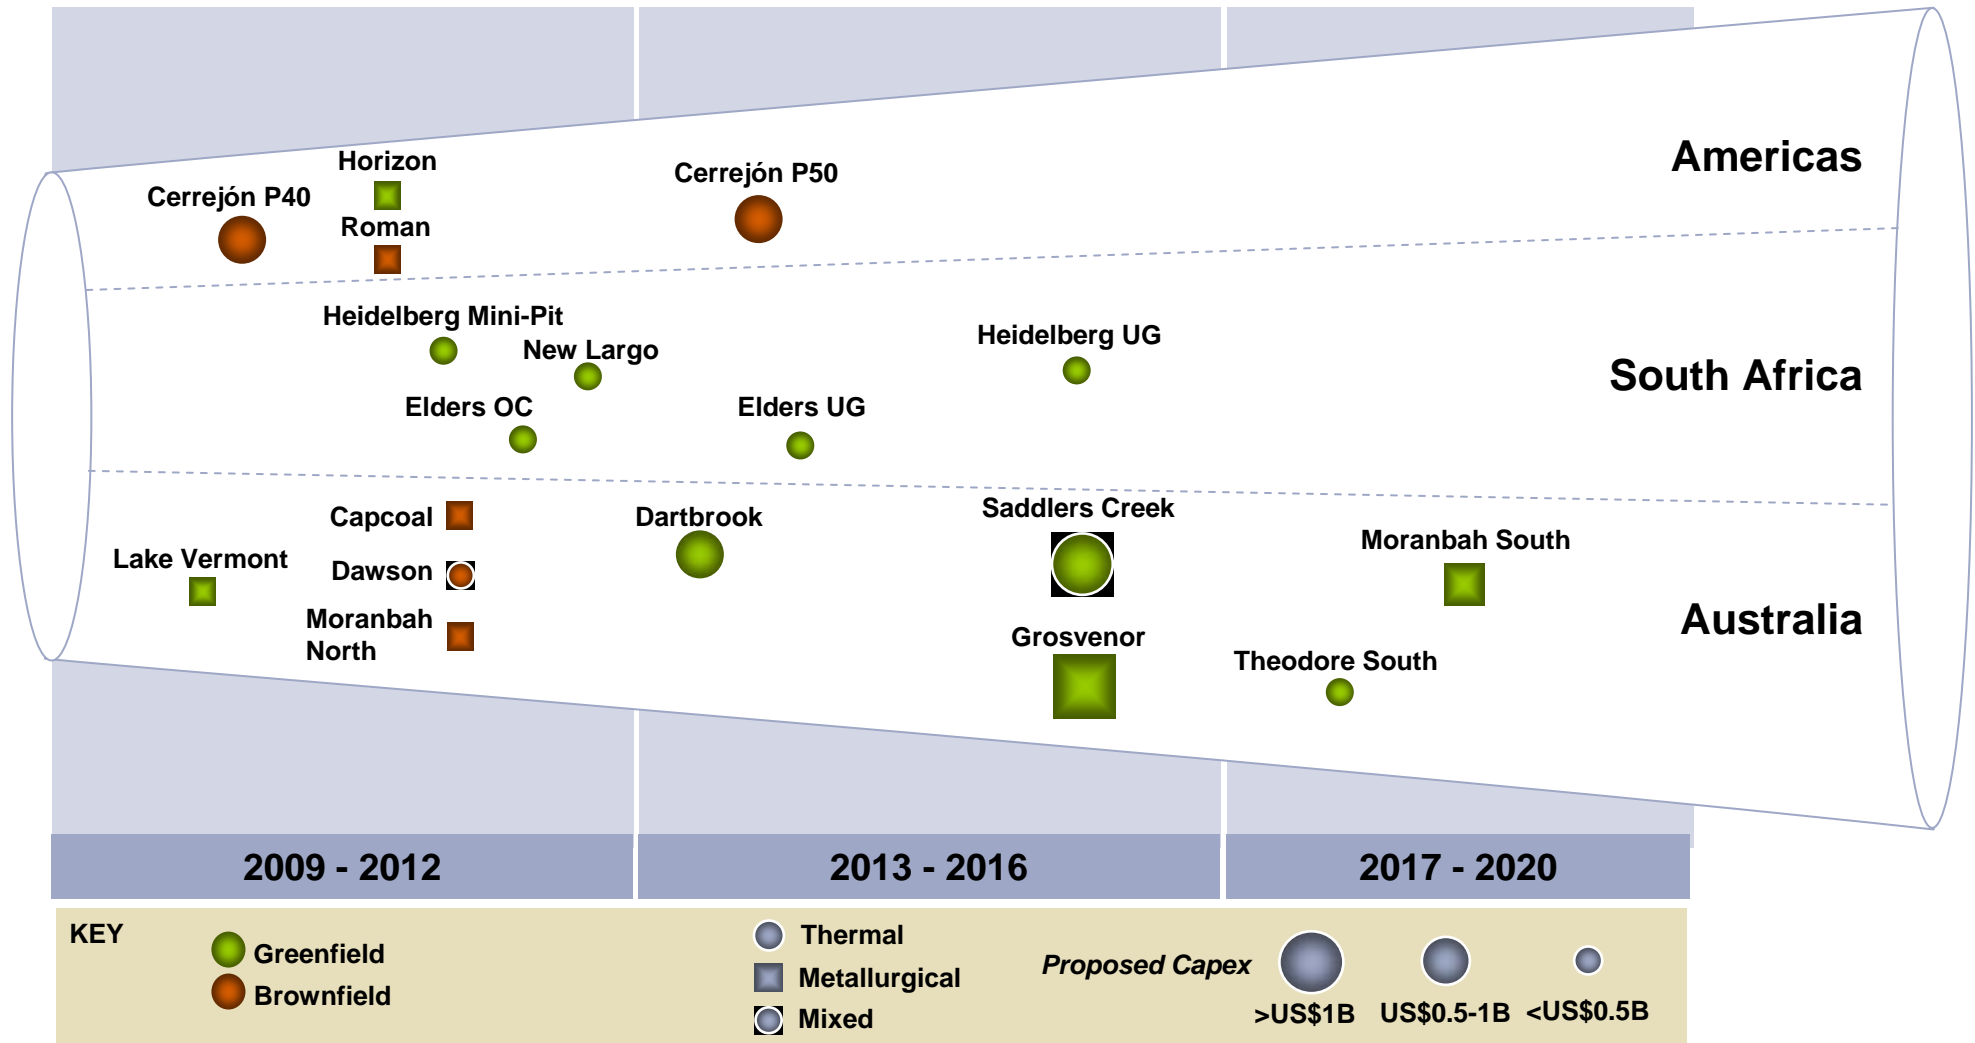 Americas
Horizon
Cerrejón P50
Cerrejón P40
Roman
Heidelberg Mini-Pit
New Largo
Heidelberg UG
South Africa
Elders OC
Elders UG
Capcoal
Dartbrook
Saddlers Creek
Moranbah South
Lake Vermont
Dawson
Moranbah
North
Grosvenor
Australia
Theodore South
2009 - 2012
2013 - 2016
2017 - 2020
KEY
Greenfield
Brownfield
Thermal
Metallurgical
Mixed
Proposed Capex
>US$1B
US$0.5-1B
<US$0.5B